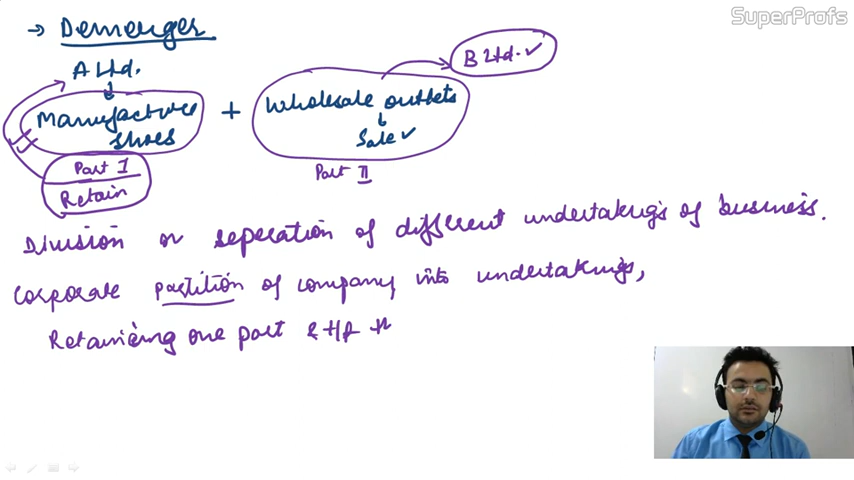 SuperProfs
→ Demerger
A Ltd.
B Ltd. ✓
Manufacture shoes
+
Wholesale outlets
Sale ✓
Part I
Retain
Part II
Division or seperation of different undertakings of business.
Corporate partition of company into undertakings,
Retaining one part & t/f